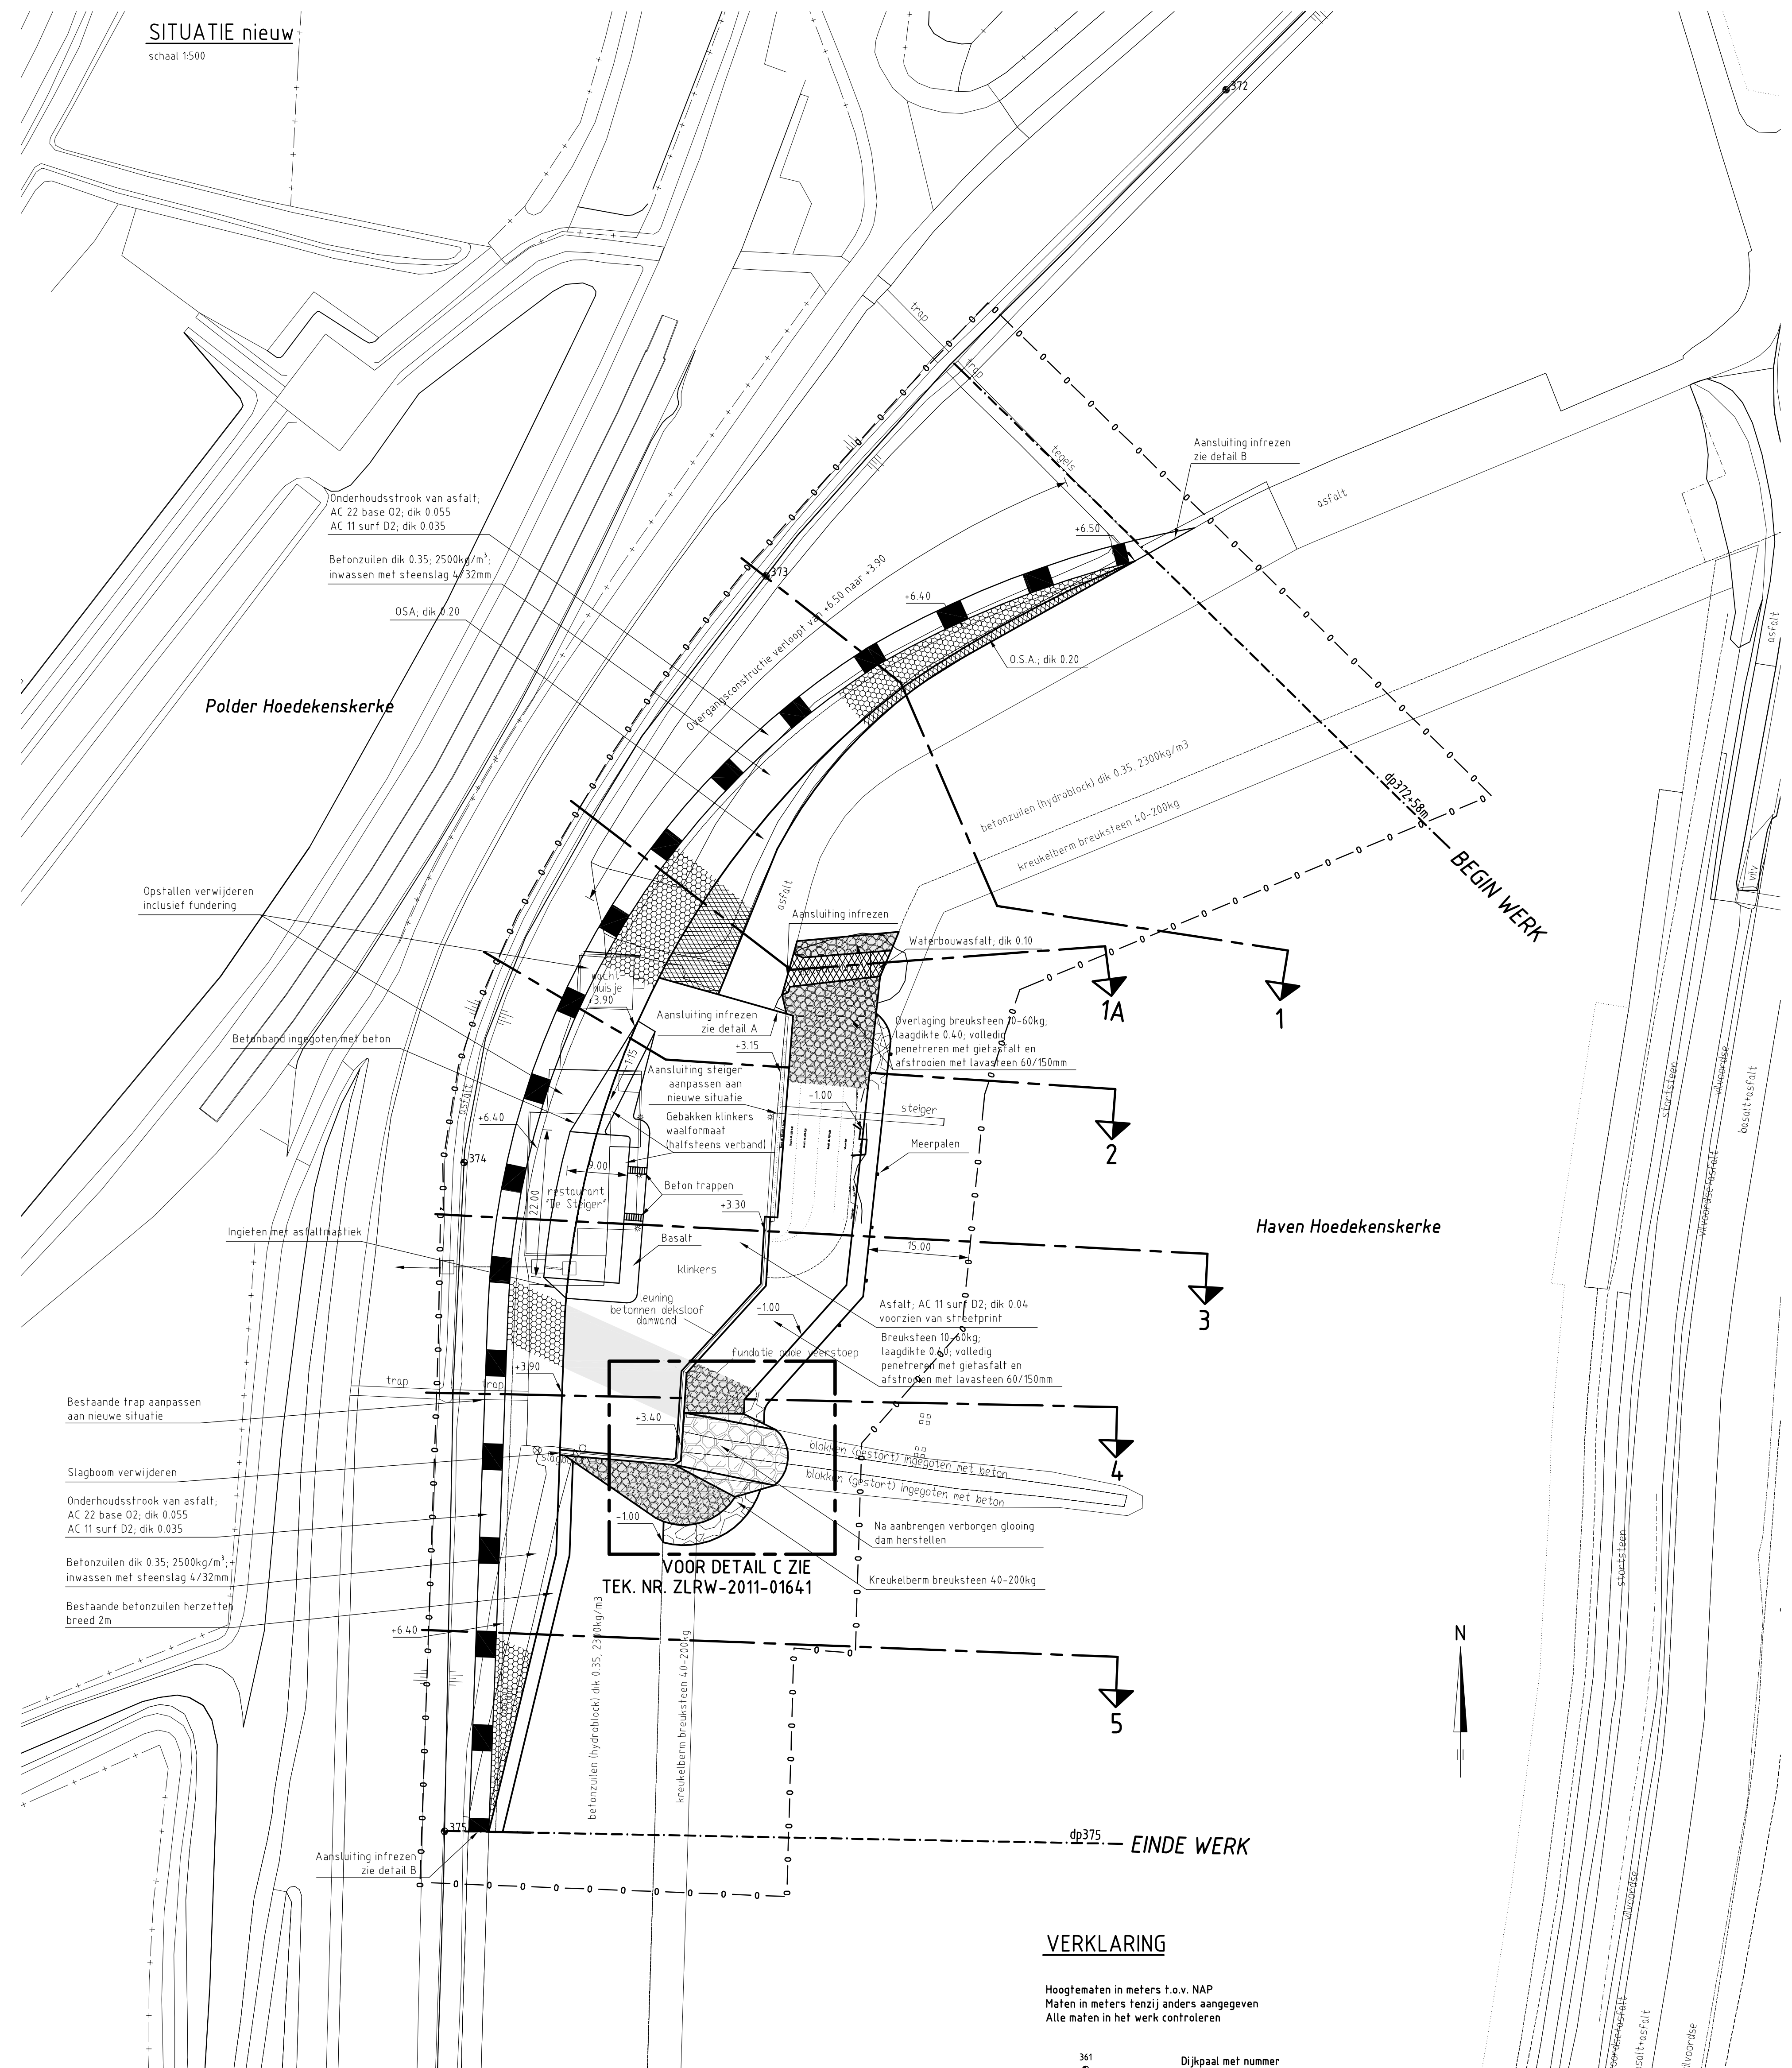 SITUATIE nieuw
schaal 1:500
372
trap
trap
tegels
Aansluiting infrezen
zie detail B
asfalt
Onderhoudsstrook van asfalt;
AC 22 base O2; dik 0.055
AC 11 surf D2; dik 0.035
+6.50
Betonzuilen dik 0.35; 2500kg/m³;
inwassen met steenslag 4/32mm
373
Overgangsconstructie verloopt van +6.50 naar +3.90
+6.40
OSA; dik 0.20
O.S.A.; dik 0.20
asfalt
Polder Hoedekenskerke
betonzuilen (hydroblock) dik 0.35, 2300kg/m3
kreukelberm breuksteen 40-200kg
dp372+58m
BEGIN WERK
vilv
Opstallen verwijderen
inclusief fundering
asfalt
Aansluiting infrezen
Waterbouwasfalt; dik 0.10
wacht
huisje
+3.90
1A
1
Aansluiting infrezen
zie detail A
Overlaging breuksteen 10-60kg;
laagdikte 0.40; volledig
penetreren met gietasfalt en
afstrooien met lavasteen 60/150mm
Betonband ingegoten met beton
+3.15
1:15
Aansluiting steiger
aanpassen aan
nieuwe situatie
-1.00
steiger
asfalt
+6.40
Gebakken klinkers
waalformaat
(halfsteens verband)
Meerpalen
2
374
9.00
Beton trappen
restaurant
"De Steiger"
22.00
+3.30
Ingieten met asfaltmastiek
Basalt
klinkers
15.00
Haven Hoedekenskerke
leuning
betonnen deksloof
damwand
-1.00
Asfalt; AC 11 surf D2; dik 0.04
voorzien van streetprint
3
Breuksteen 10-60kg;
laagdikte 0.60; volledig
penetreren met gietasfalt en
afstrooien met lavasteen 60/150mm
fundatie oude veerstoep
+3.90
trap
trap
Bestaande trap aanpassen
aan nieuwe situatie
+3.40
blokken (gestort) ingegoten met beton
blokken (gestort) ingegoten met beton
4
Slagboom verwijderen
Onderhoudsstrook van asfalt;
AC 22 base O2; dik 0.055
AC 11 surf D2; dik 0.035
-1.00
Na aanbrengen verborgen glooing
dam herstellen
Betonzuilen dik 0.35; 2500kg/m³;
inwassen met steenslag 4/32mm
VOOR DETAIL C ZIE
TEK. NR. ZLRW-2011-01641
Kreukelberm breuksteen 40-200kg
Bestaande betonzuilen herzetten
breed 2m
+6.40
betonzuilen (hydroblock) dik 0.35, 2300kg/m3
kreukelberm breuksteen 40-200kg
5
N
375
dp375
EINDE WERK
Aansluiting infrezen
zie detail B
stortsteen
vilvoordse
vilvoordse+asfalt
basalt+asfalt
stortsteen
vilvoordse
VERKLARING
Hoogtematen in meters t.o.v. NAP
Maten in meters tenzij anders aangegeven
Alle maten in het werk controleren
361
Dijkpaal met nummer